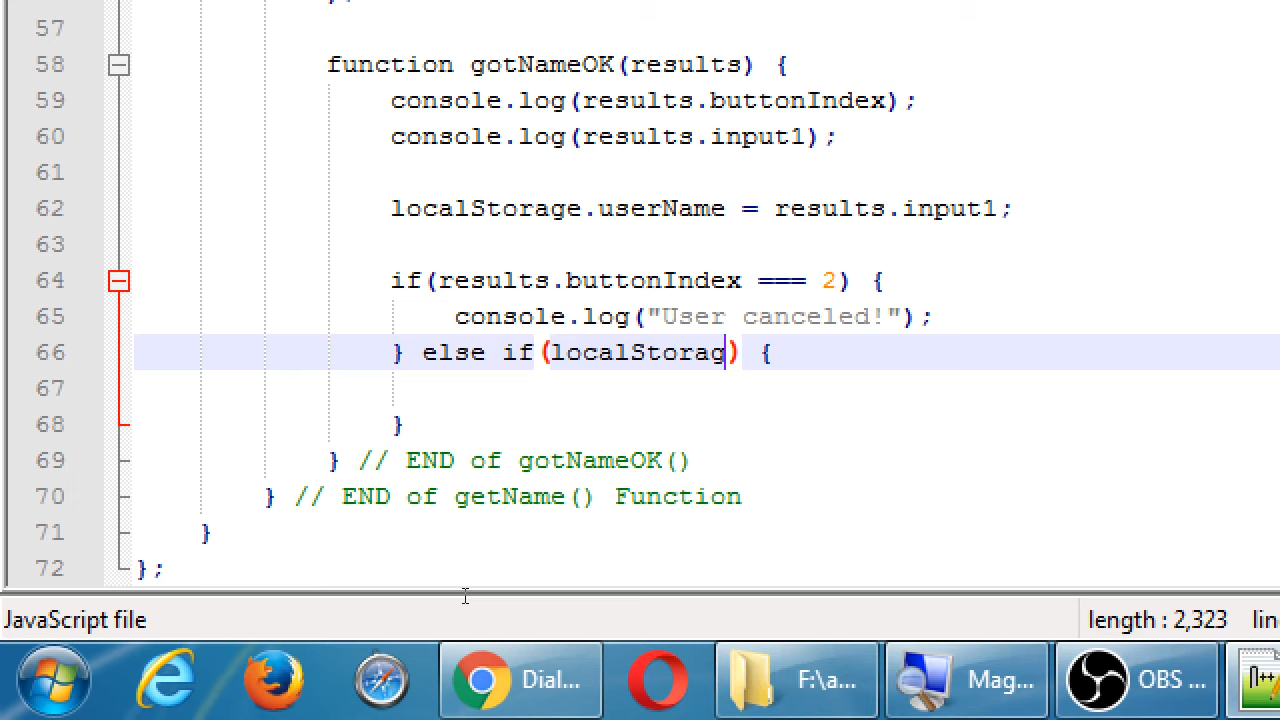 57
58 function gotNameOK(results) {
59 console.log(results.buttonIndex);
60 console.log(results.input1);
61
62 localStorage.userName = results.input1;
63
64 if(results.buttonIndex === 2) {
65 console.log("User canceled!");
66 } else if(localStorag) {
67
68 }
69 } // END of gotNameOK()
70 } // END of getName() Function
71 }
72 };
JavaScript file length : 2,323 lin
Dial... F:\a... Mag... OBS ...